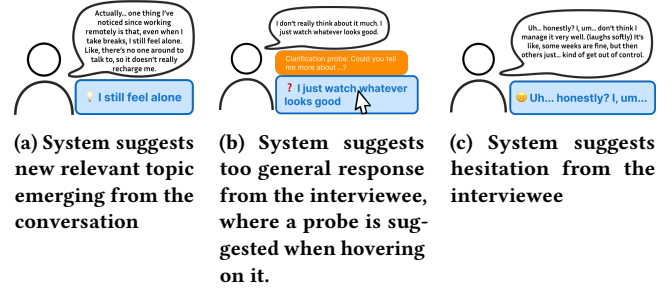 Actually... one thing I've
noticed since working
remotely is that, even when I
take breaks, I still feel alone.
Like, there's no one around to
talk to, so it doesn't really
recharge me.
💡 I still feel alone
(a) System suggests
new relevant topic
emerging from the
conversation
I don't really think about it much. I
just watch whatever looks good.
Clarification probe: Could you tell
me more about ...?
❓ I just watch whatever
looks good
(b) System suggests
too general response
from the interviewee,
where a probe is sug-
gested when hovering
on it.
Uh... honestly? I, um... don't think I
manage it very well. (laughs softly) It's
like, some weeks are fine, but then
others just... kind of get out of control.
Uh... honestly? I, um...
(c) System suggests
hesitation from the
interviewee